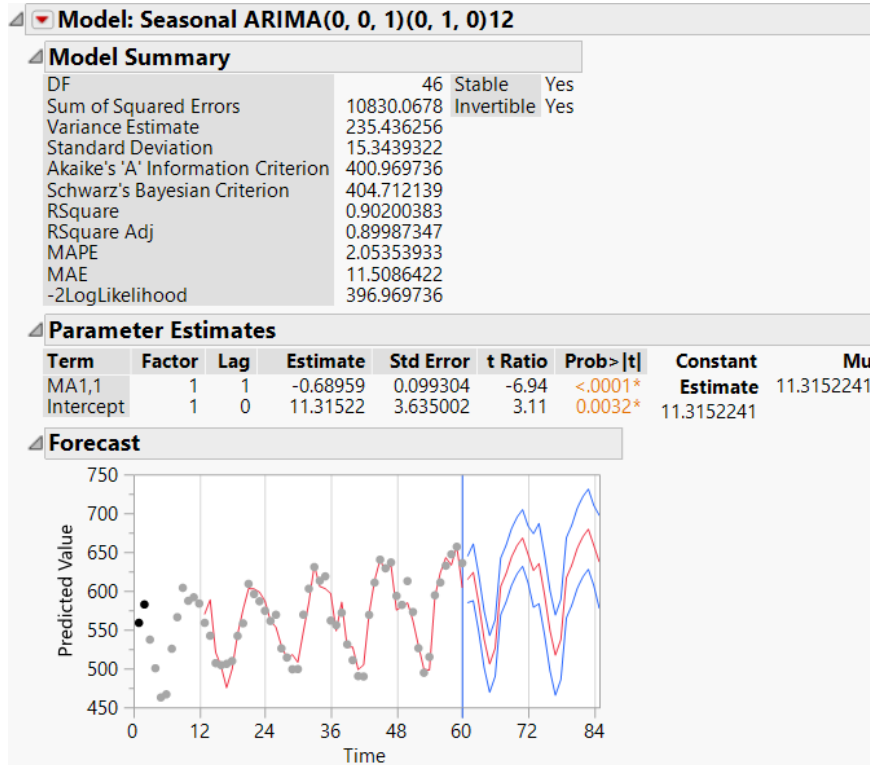 Model: Seasonal ARIMA(0, 0, 1)(0, 1, 0)12
Model Summary
DF 46 Stable Yes
Sum of Squared Errors 10830.0678 Invertible Yes
Variance Estimate 235.436256
Standard Deviation 15.3439322
Akaike's 'A' Information Criterion 400.969736
Schwarz's Bayesian Criterion 404.712139
RSquare 0.90200383
RSquare Adj 0.89987347
MAPE 2.05353933
MAE 11.5086422
-2LogLikelihood 396.969736
Parameter Estimates
Term Factor Lag Estimate Std Error t Ratio Prob>|t| Constant Mu
MA1,1 1 1 -0.68959 0.099304 -6.94 <.0001* Estimate 11.3152241
Intercept 1 0 11.31522 3.635002 3.11 0.0032* 11.3152241
Forecast
750
700
650
600
550
500
450
Predicted Value
0 12 24 36 48 60 72 84
Time